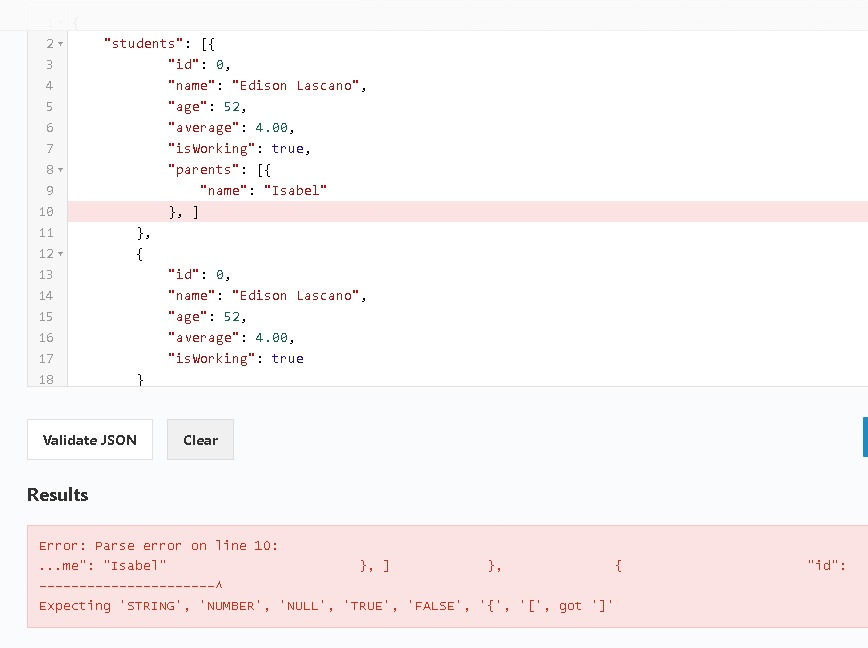 1 {
2 "students": [{
3 "id": 0,
4 "name": "Edison Lascano",
5 "age": 52,
6 "average": 4.00,
7 "isWorking": true,
8 "parents": [{
9 "name": "Isabel"
10 }, ]
11 },
12 {
13 "id": 0,
14 "name": "Edison Lascano",
15 "age": 52,
16 "average": 4.00,
17 "isWorking": true
18 }
Validate JSON Clear
Results
Error: Parse error on line 10:
...me": "Isabel" }, ] }, { "id":
----------------------^
Expecting 'STRING', 'NUMBER', 'NULL', 'TRUE', 'FALSE', '{', '[', got ']'